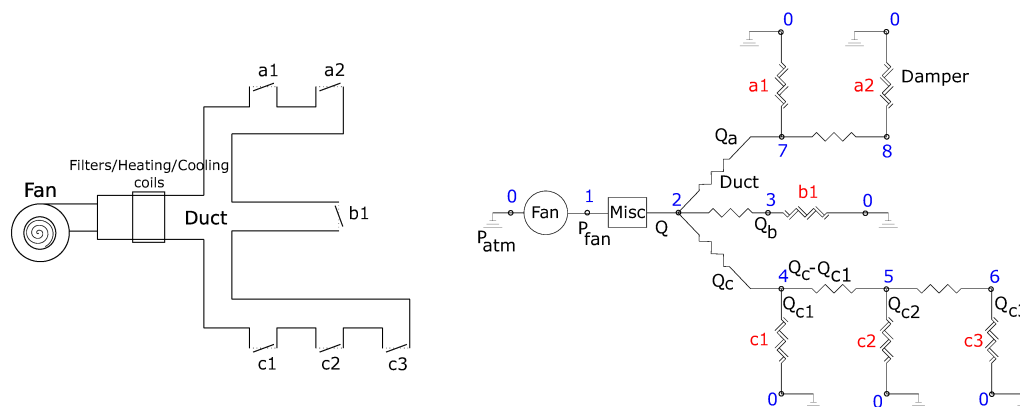 a1 a2
Filters/Heating/Cooling
coils
Fan
Duct
b1
c1 c2 c3
0 0
a1 a2 Damper
Qa
7 8
Duct
b1
0 1 2 3 0
Fan Misc
Patm Pfan Q Qb
Qc
4 Qc-Qc1 5 6
Qc1 Qc2 Qc3
c1 c2 c3
0 0 0